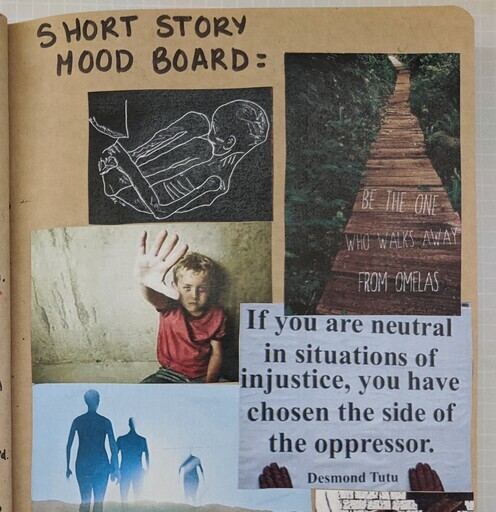 SHORT STORY
MOOD BOARD:
BE THE ONE
WHO WALKS AWAY
FROM OMELAS
If you are neutral
in situations of
injustice, you have
chosen the side of
the oppressor.
Desmond Tutu